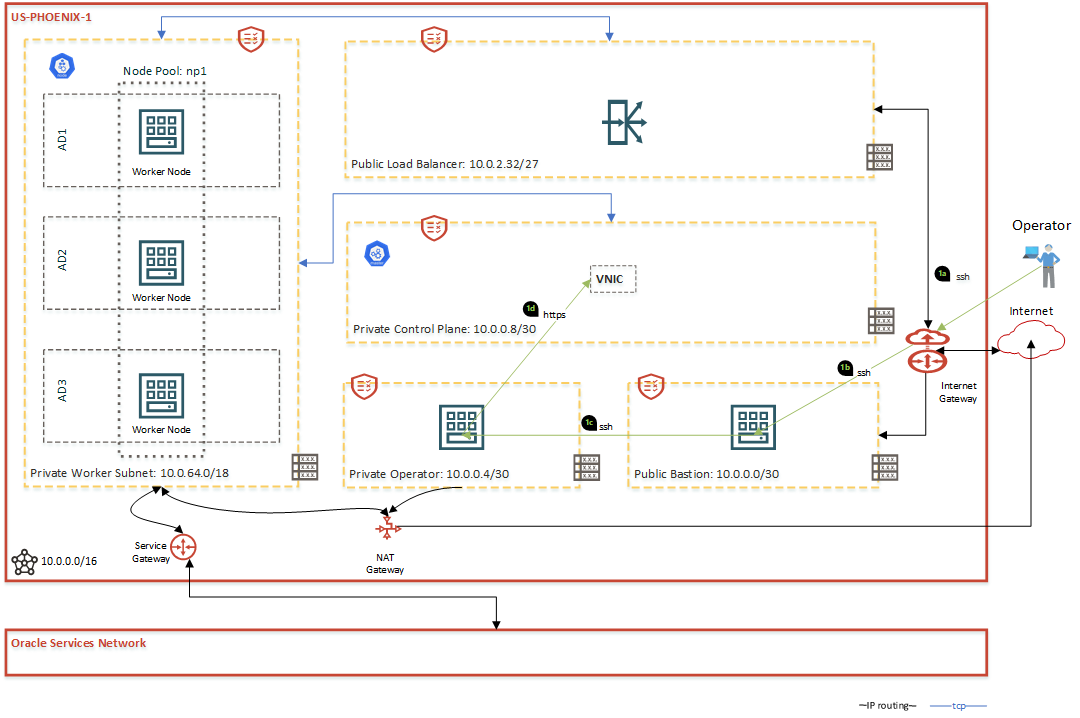 US-PHOENIX-1
Node Pool: np1
AD1
Worker Node
AD2
Worker Node
AD3
Worker Node
Private Worker Subnet: 10.0.64.0/18
Public Load Balancer: 10.0.2.32/27
VNIC
1d
https
Private Control Plane: 10.0.0.8/30
1c
ssh
Private Operator: 10.0.0.4/30
Public Bastion: 10.0.0.0/30
1b
ssh
1a
ssh
Operator
Internet
Internet
Gateway
Service
Gateway
NAT
Gateway
10.0.0.0/16
Oracle Services Network
IP routing
tcp